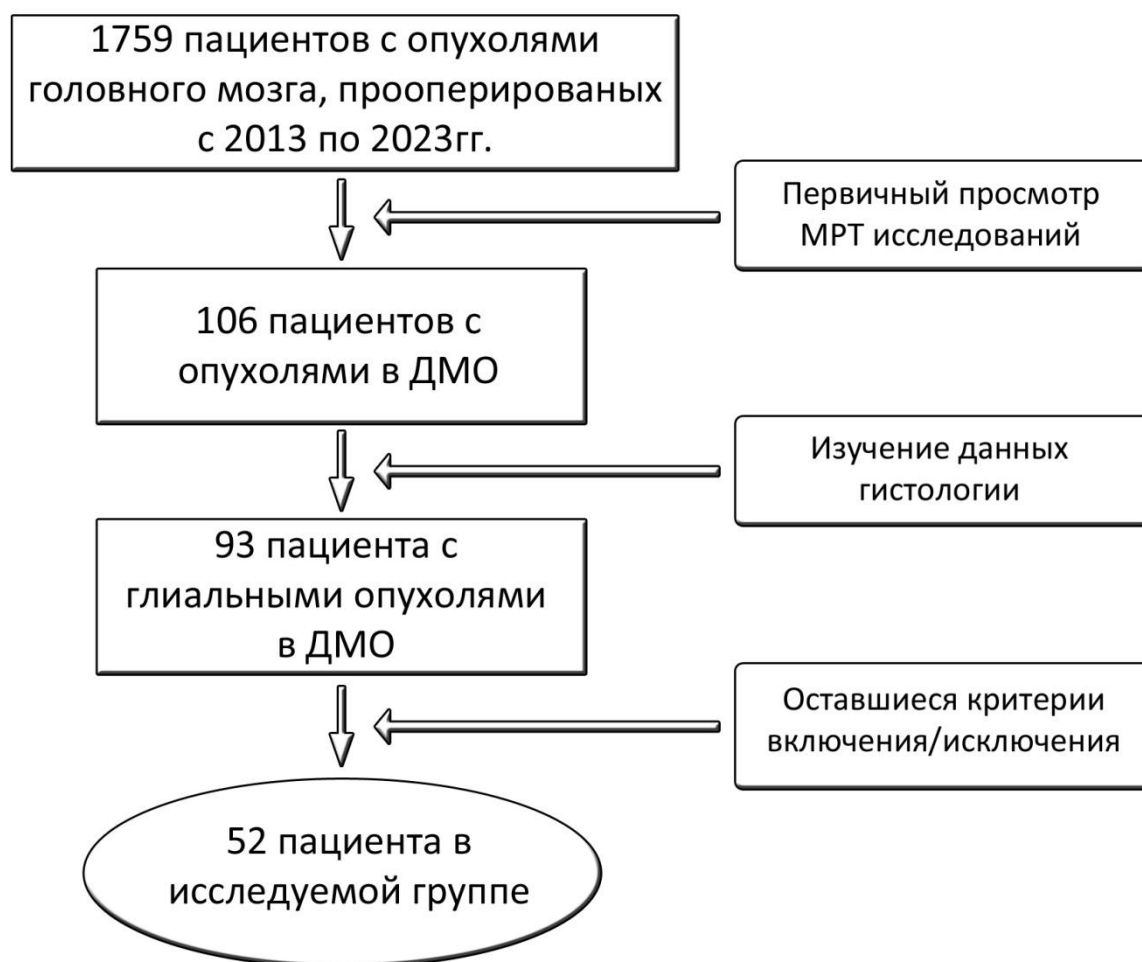 1759 пациентов с опухолями
головного мозга, прооперированых
с 2013 по 2023гг.
Первичный просмотр
МРТ исследований
106 пациентов с
опухолями в ДМО
Изучение данных
гистологии
93 пациента с
глиальными опухолями
в ДМО
Оставшиеся критерии
включения/исключения
52 пациента в
исследуемой группе